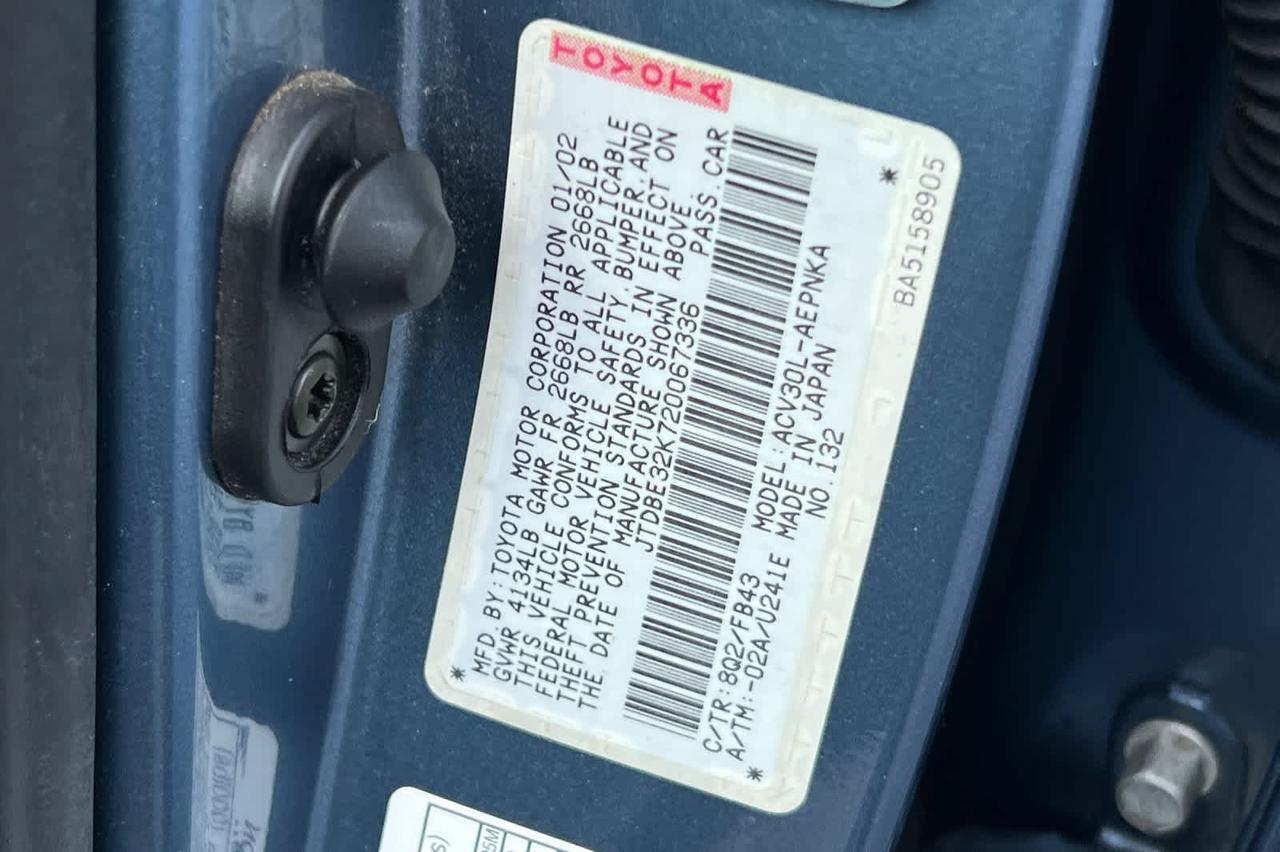 TOYOTA
MFD. BY:TOYOTA MOTOR CORPORATION 01/02
GVWR 4134LB GAWR FR 2668LB RR 2668LB
THIS VEHICLE CONFORMS TO ALL APPLICABLE
FEDERAL MOTOR VEHICLE SAFETY,BUMPER,AND
THEFT PREVENTION STANDARDS IN EFFECT ON
THE DATE OF MANUFACTURE SHOWN ABOVE.
JTDBE32K720067336 PASS.CAR
C/TR:8Q2/FB43 MODEL:ACV30L-AEPNKA
A/TM:-02A/U241E MADE IN JAPAN
NO.132
BA5158905